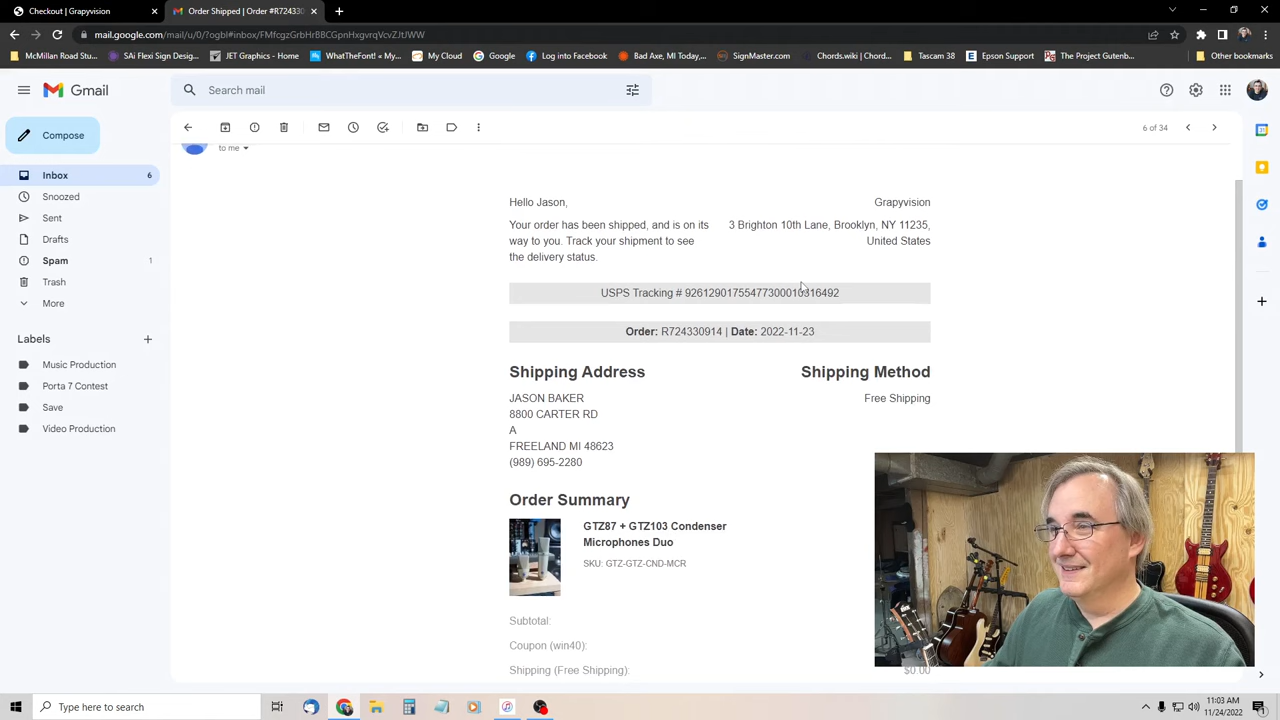 Checkout | Grapyvision
Order Shipped | Order #R72433
mail.google.com/mail/u/0/?ogbl#inbox/FMfcgzGrbHrBBCGpnHxgvrqVcvZJtJWW
McMillan Road Stu...
SAi Flexi Sign Desig...
JET Graphics | Home
WhatTheFont! « My...
Google
Log into Facebook
Bad Axe, MI Today,...
SignMaster.com
Chords'wiki.org :...
Tascam 38
Epson Support
The Project Gutenb...
Other bookmarks
Gmail
Search mail
Compose
6 of 34
Inbox 6
Snoozed
Sent
Drafts
Spam 1
Trash
More
Labels
Music Production
Porta 7 Contest
Save
Video Production
to me
Hello Jason,
Grapyvision
Your order has been shipped, and is on its
way to you. Track your shipment to see
the delivery status.
3 Brighton 10th Lane, Brooklyn, NY 11235,
United States
USPS Tracking # 92612901755477300010316492
Order: R724330914 | Date: 2022-11-23
Shipping Address
Shipping Method
JASON BAKER
Free Shipping
8800 CARTER RD
A
FREELAND MI 48623
(989) 695-2280
Order Summary
GTZ87 + GTZ103 Condenser
Microphones Duo
SKU: GTZ-GTZ-CND-MCR
Subtotal:
Coupon (win40):
Shipping (Free Shipping):
$0.00
Type here to search
11:03 AM
11/24/2022
1